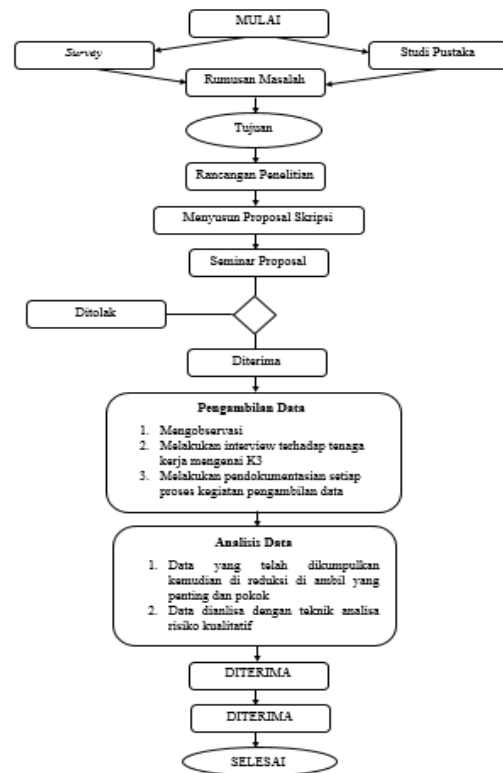 MULAI
Survey
Studi Pustaka
Rumusan Masalah
Tujuan
Rancangan Penelitian
Menyusun Proposal Skripsi
Seminar Proposal
Ditolak
Diterima
Pengambilan Data
1. Mengobservasi
2. Melakukan interview terhadap tenaga
kerja mengenai K3
3. Melakukan pendokumentasian setiap
proses kegiatan pengambilan data
Analisis Data
1. Data yang telah dikumpulkan
kemudian di reduksi di ambil yang
penting dan pokok
2. Data dianlisa dengan teknik analisa
risiko kualitatif
DITERIMA
DITERIMA
SELESAI